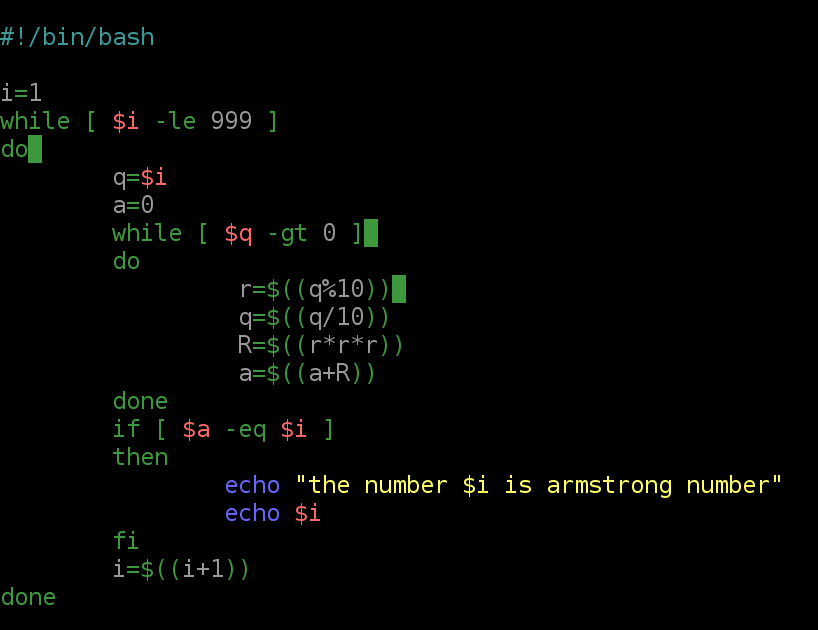 #!/bin/bash

i=1
while [ $i -le 999 ]
do
        q=$i
        a=0
        while [ $q -gt 0 ]
        do
                 r=$((q%10))
                 q=$((q/10))
                 R=$((r*r*r))
                 a=$((a+R))
        done
        if [ $a -eq $i ]
        then
                echo "the number $i is armstrong number"
                echo $i
        fi
        i=$((i+1))
done